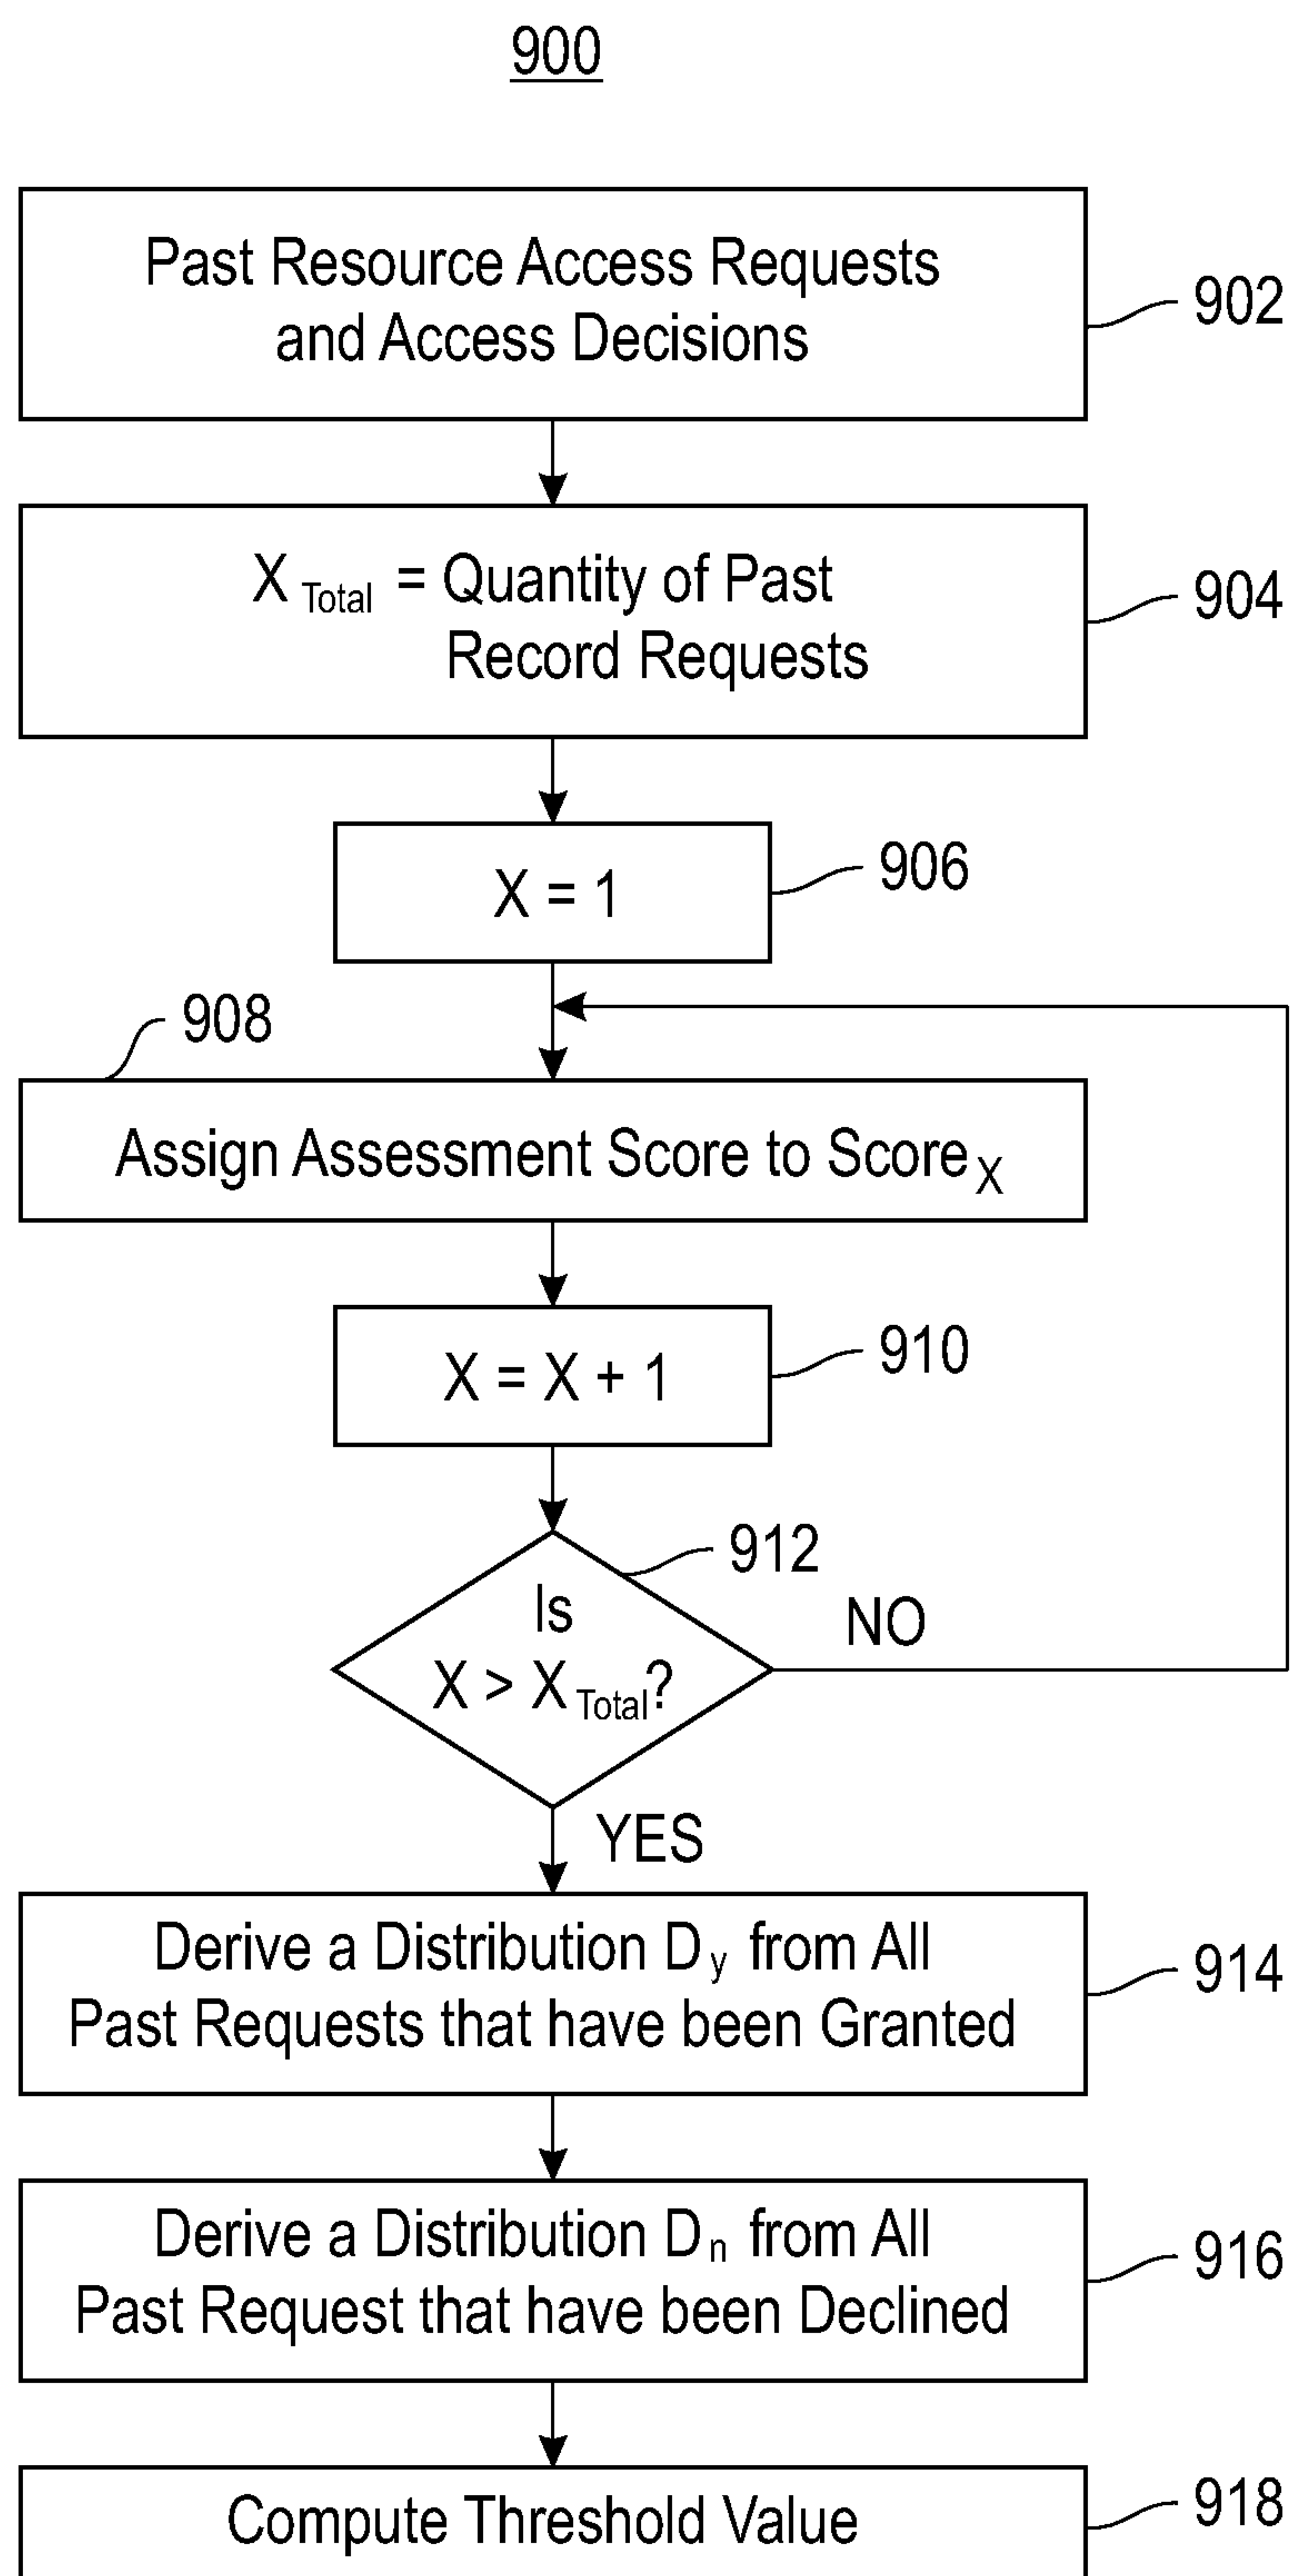 900
Past Resource Access Requests
and Access Decisions
902
X Total = Quantity of Past
Record Requests
904
X = 1
906
908
Assign Assessment Score to Score X
X = X + 1
910
912
Is
X > X Total?
NO
YES
Derive a Distribution D y from All
Past Requests that have been Granted
914
Derive a Distribution D n from All
Past Request that have been Declined
916
Compute Threshold Value
918